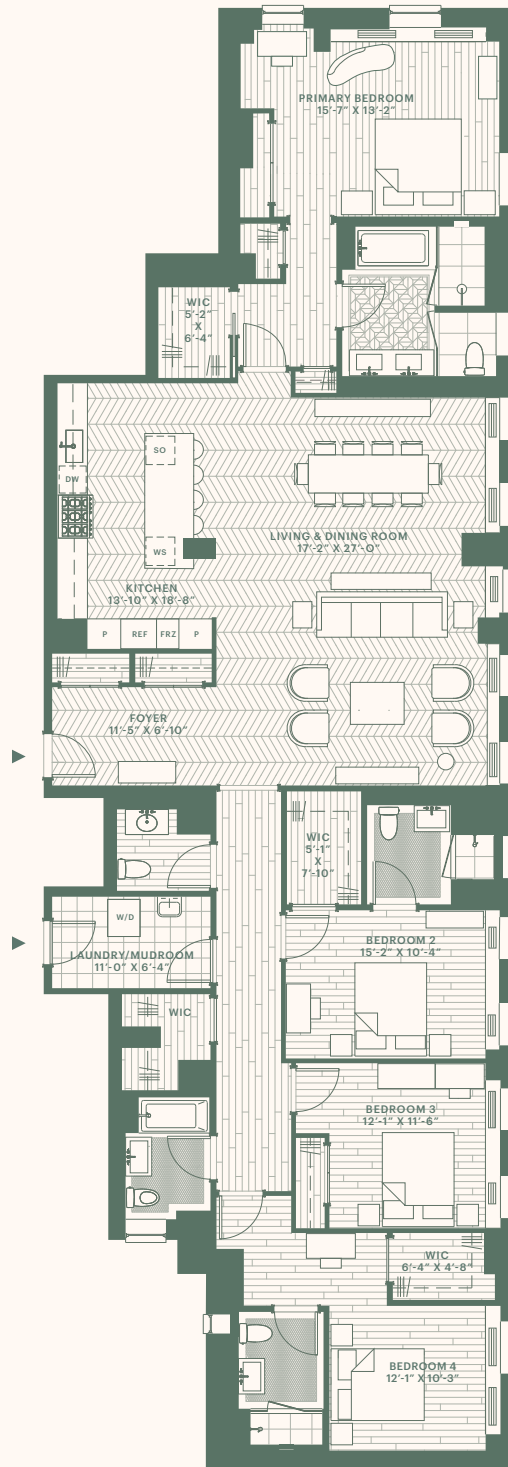 PRIMARY BEDROOM
15'-7" X 13'-2"
WIC
5'-2"
X
6'-4"
SO
DW
LIVING & DINING ROOM
17'-2" X 27'-0"
WS
KITCHEN
13'-10" X 18'-8"
P
REF
FRZ
P
FOYER
11'-5" X 6'-10"
WIC
5'-1"
X
7'-10"
W/D
LAUNDRY/MUDROOM
11'-0" X 6'-4"
BEDROOM 2
15'-2" X 10'-4"
WIC
BEDROOM 3
12'-1" X 11'-6"
WIC
6'-4" X 4'-8"
BEDROOM 4
12'-1" X 10'-3"